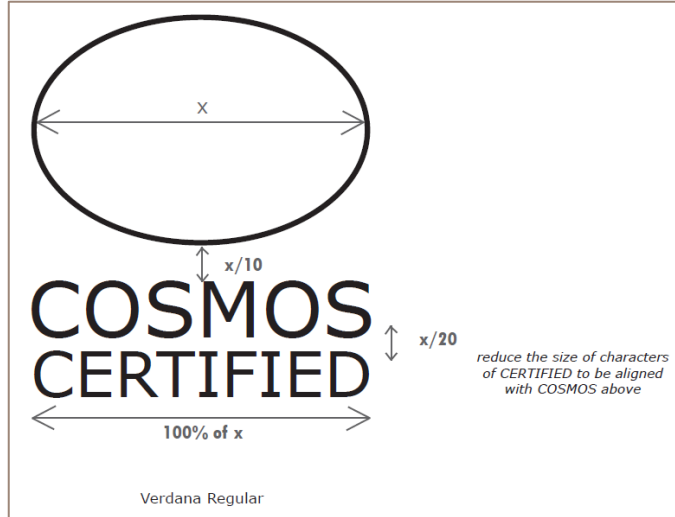 x
x/10
COSMOS
x/20
CERTIFIED
reduce the size of characters
of CERTIFIED to be aligned
with COSMOS above
100% of x
Verdana Regular